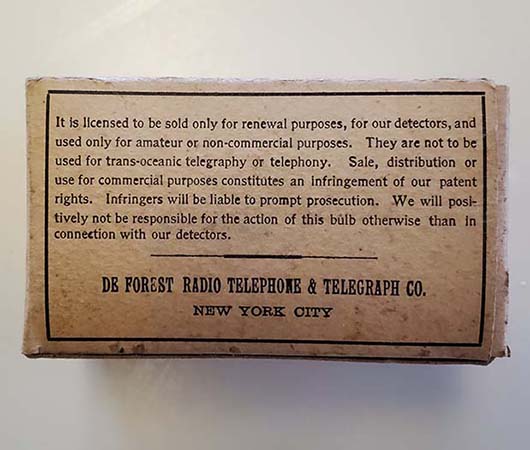 It is licensed to be sold only for renewal purposes, for our detectors, and
used only for amateur or non-commercial purposes. They are not to be
used for trans-oceanic telegraphy or telephony. Sale, distribution or
use for commercial purposes constitutes an infringement of our patent
rights. Infringers will be liable to prompt prosecution. We will posi-
tively not be responsible for the action of this bulb otherwise than in
connection with our detectors.
DE FOREST RADIO TELEPHONE & TELEGRAPH CO.
NEW YORK CITY